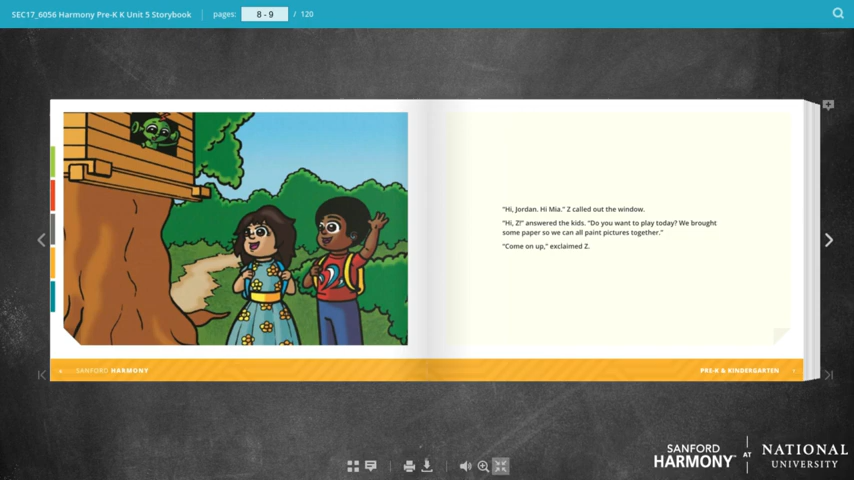 SEC17_6056 Harmony Pre-K K Unit 5 Storybook
pages: 8 - 9 / 120
"Hi, Jordan. Hi Mia." Z called out the window.
"Hi, Z!" answered the kids. "Do you want to play today? We brought
some paper so we can all paint pictures together."
"Come on up," exclaimed Z.
SANFORD HARMONY
PRE-K & KINDERGARTEN
SANFORD
HARMONY
AT
NATIONAL
UNIVERSITY